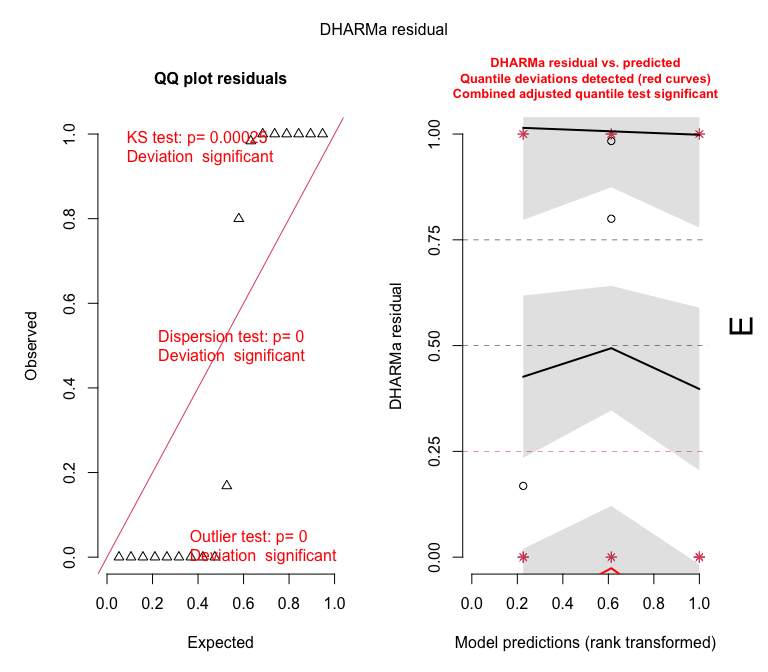 DHARMa residual
QQ plot residuals
KS test: p= 0.00025
Deviation significant
Dispersion test: p= 0
Deviation significant
Outlier test: p= 0
Deviation significant
1.0
0.8
0.6
0.4
0.2
0.0
Observed
0.0 0.2 0.4 0.6 0.8 1.0
Expected
DHARMa residual vs. predicted
Quantile deviations detected (red curves)
Combined adjusted quantile test significant
1.00
0.75
0.50
0.25
0.00
DHARMa residual
0.0 0.2 0.4 0.6 0.8 1.0
Model predictions (rank transformed)
E